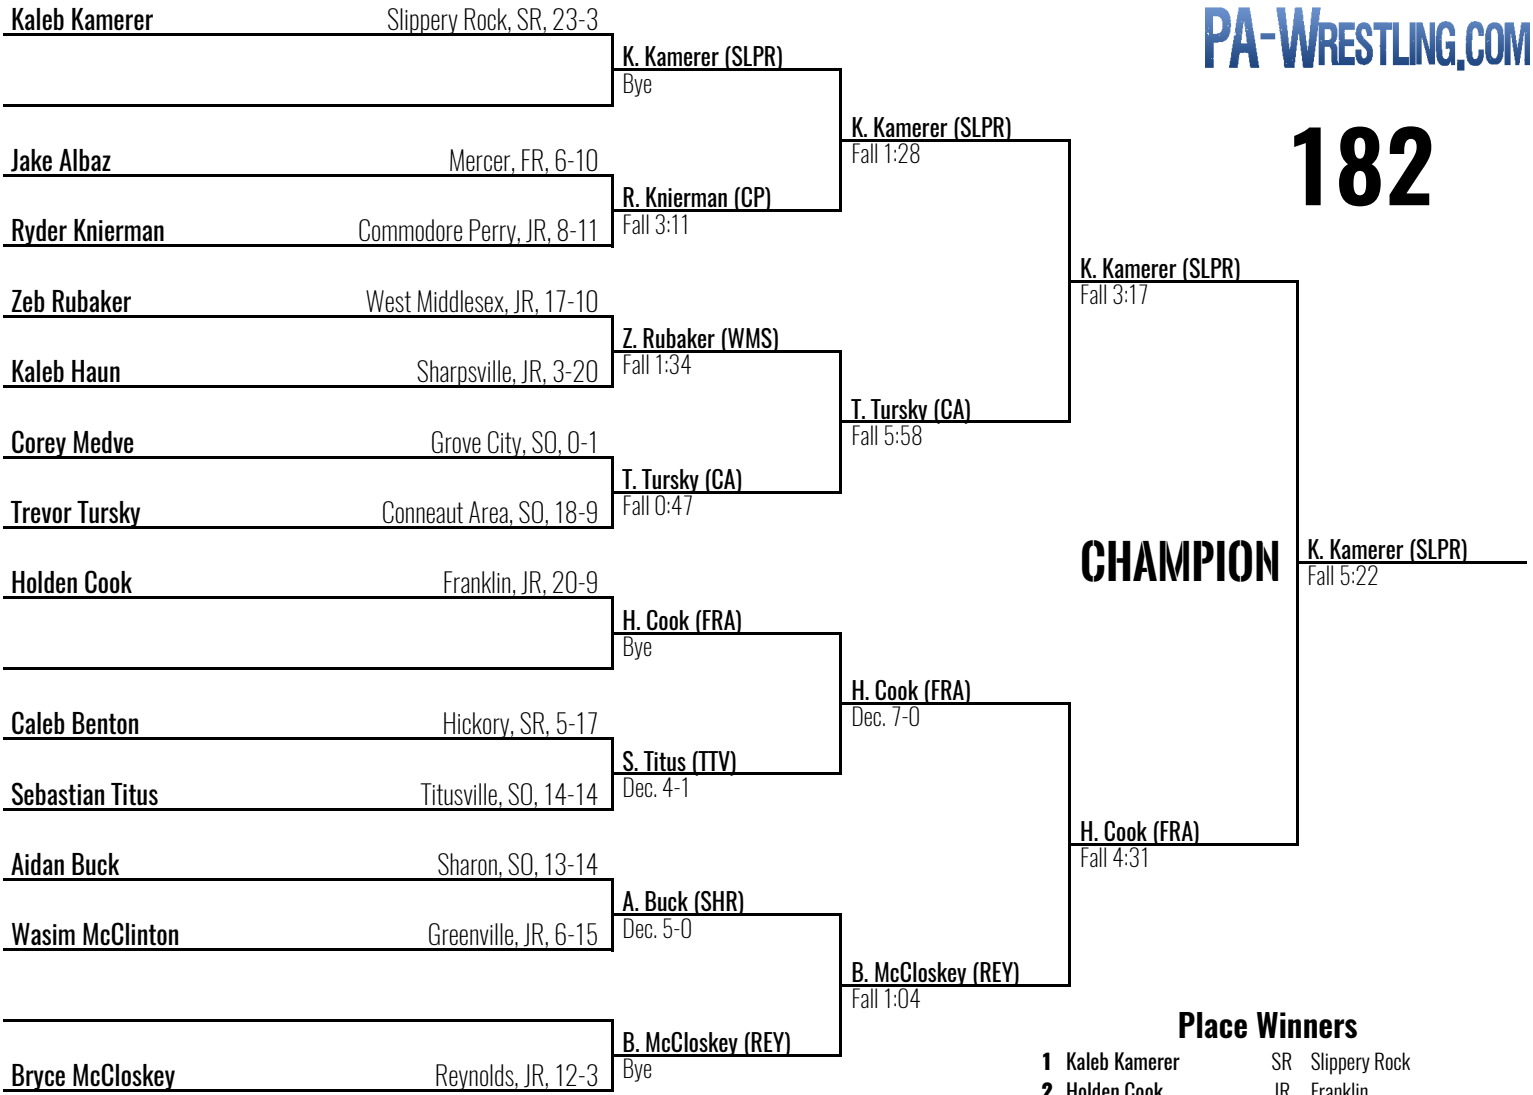 Kaleb Kamerer Slippery Rock, SR, 23-3
PA-WRESTLING.COM
K. Kamerer (SLPR)
Bye
182
K. Kamerer (SLPR)
Fall 1:28
Jake Albaz Mercer, FR, 6-10
R. Knierman (CP)
Fall 3:11
Ryder Knierman Commodore Perry, JR, 8-11
K. Kamerer (SLPR)
Fall 3:17
Zeb Rubaker West Middlesex, JR, 17-10
Z. Rubaker (WMS)
Fall 1:34
Kaleb Haun Sharpsville, JR, 3-20
T. Tursky (CA)
Fall 5:58
Corey Medve Grove City, SO, 0-1
T. Tursky (CA)
Fall 0:47
Trevor Tursky Conneaut Area, SO, 18-9
CHAMPION
K. Kamerer (SLPR)
Fall 5:22
Holden Cook Franklin, JR, 20-9
H. Cook (FRA)
Bye
H. Cook (FRA)
Dec. 7-0
Caleb Benton Hickory, SR, 5-17
S. Titus (TTV)
Dec. 4-1
Sebastian Titus Titusville, SO, 14-14
H. Cook (FRA)
Fall 4:31
Aidan Buck Sharon, SO, 13-14
A. Buck (SHR)
Dec. 5-0
Wasim McClinton Greenville, JR, 6-15
B. McCloskey (REY)
Fall 1:04
B. McCloskey (REY)
Bye
Bryce McCloskey Reynolds, JR, 12-3
Place Winners
1 Kaleb Kamerer SR Slippery Rock
2 Holden Cook JR Franklin